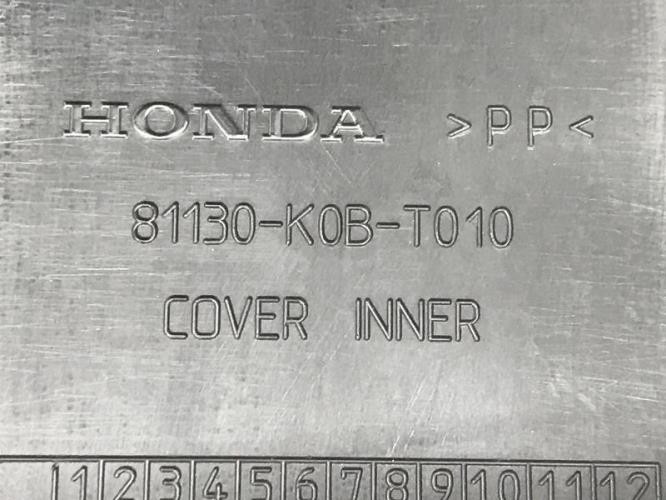 HONDA >PP<
81130-K0B-T010
COVER INNER
1 2 3 4 5 6 7 8 9 10 11 12